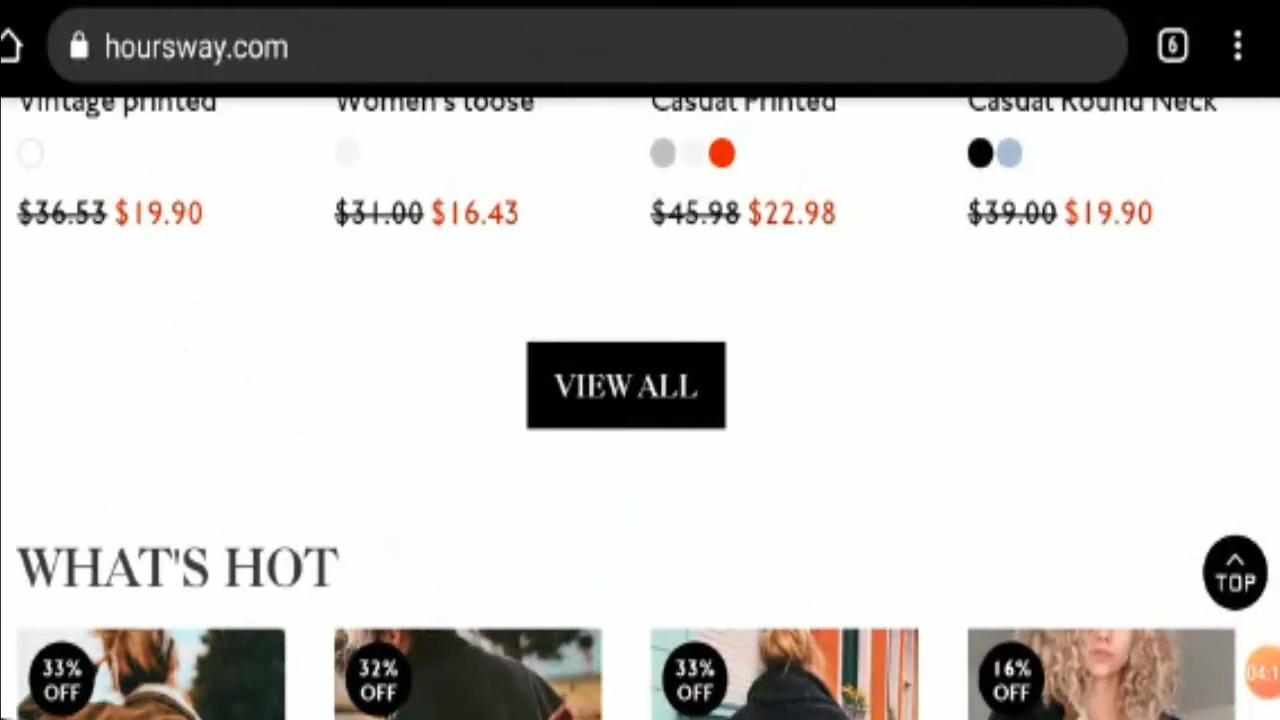 hoursway.com
6
Vintage printed
Women's loose
Casual Printed
Casual Round Neck
$36.53 $19.90
$31.00 $16.43
$45.98 $22.98
$39.00 $19.90
VIEW ALL
WHAT'S HOT
TOP
33%
OFF
32%
OFF
33%
OFF
16%
OFF